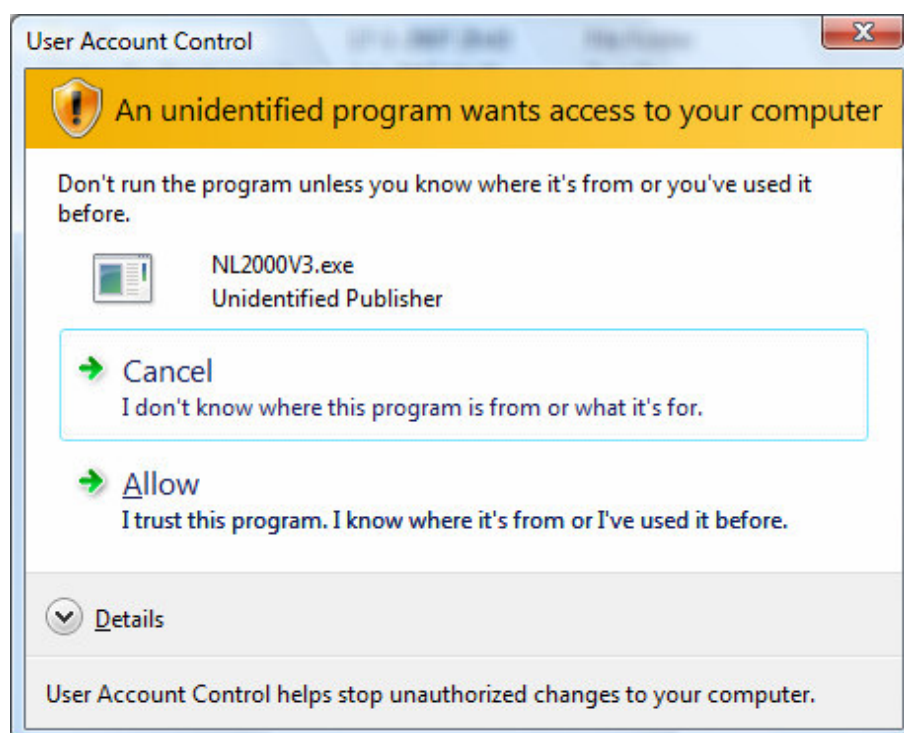 User Account Control
An unidentified program wants access to your computer
Don't run the program unless you know where it's from or you've used it
before.
NL2000V3.exe
Unidentified Publisher
Cancel
I don't know where this program is from or what it's for.
Allow
I trust this program. I know where it's from or I've used it before.
Details
User Account Control helps stop unauthorized changes to your computer.